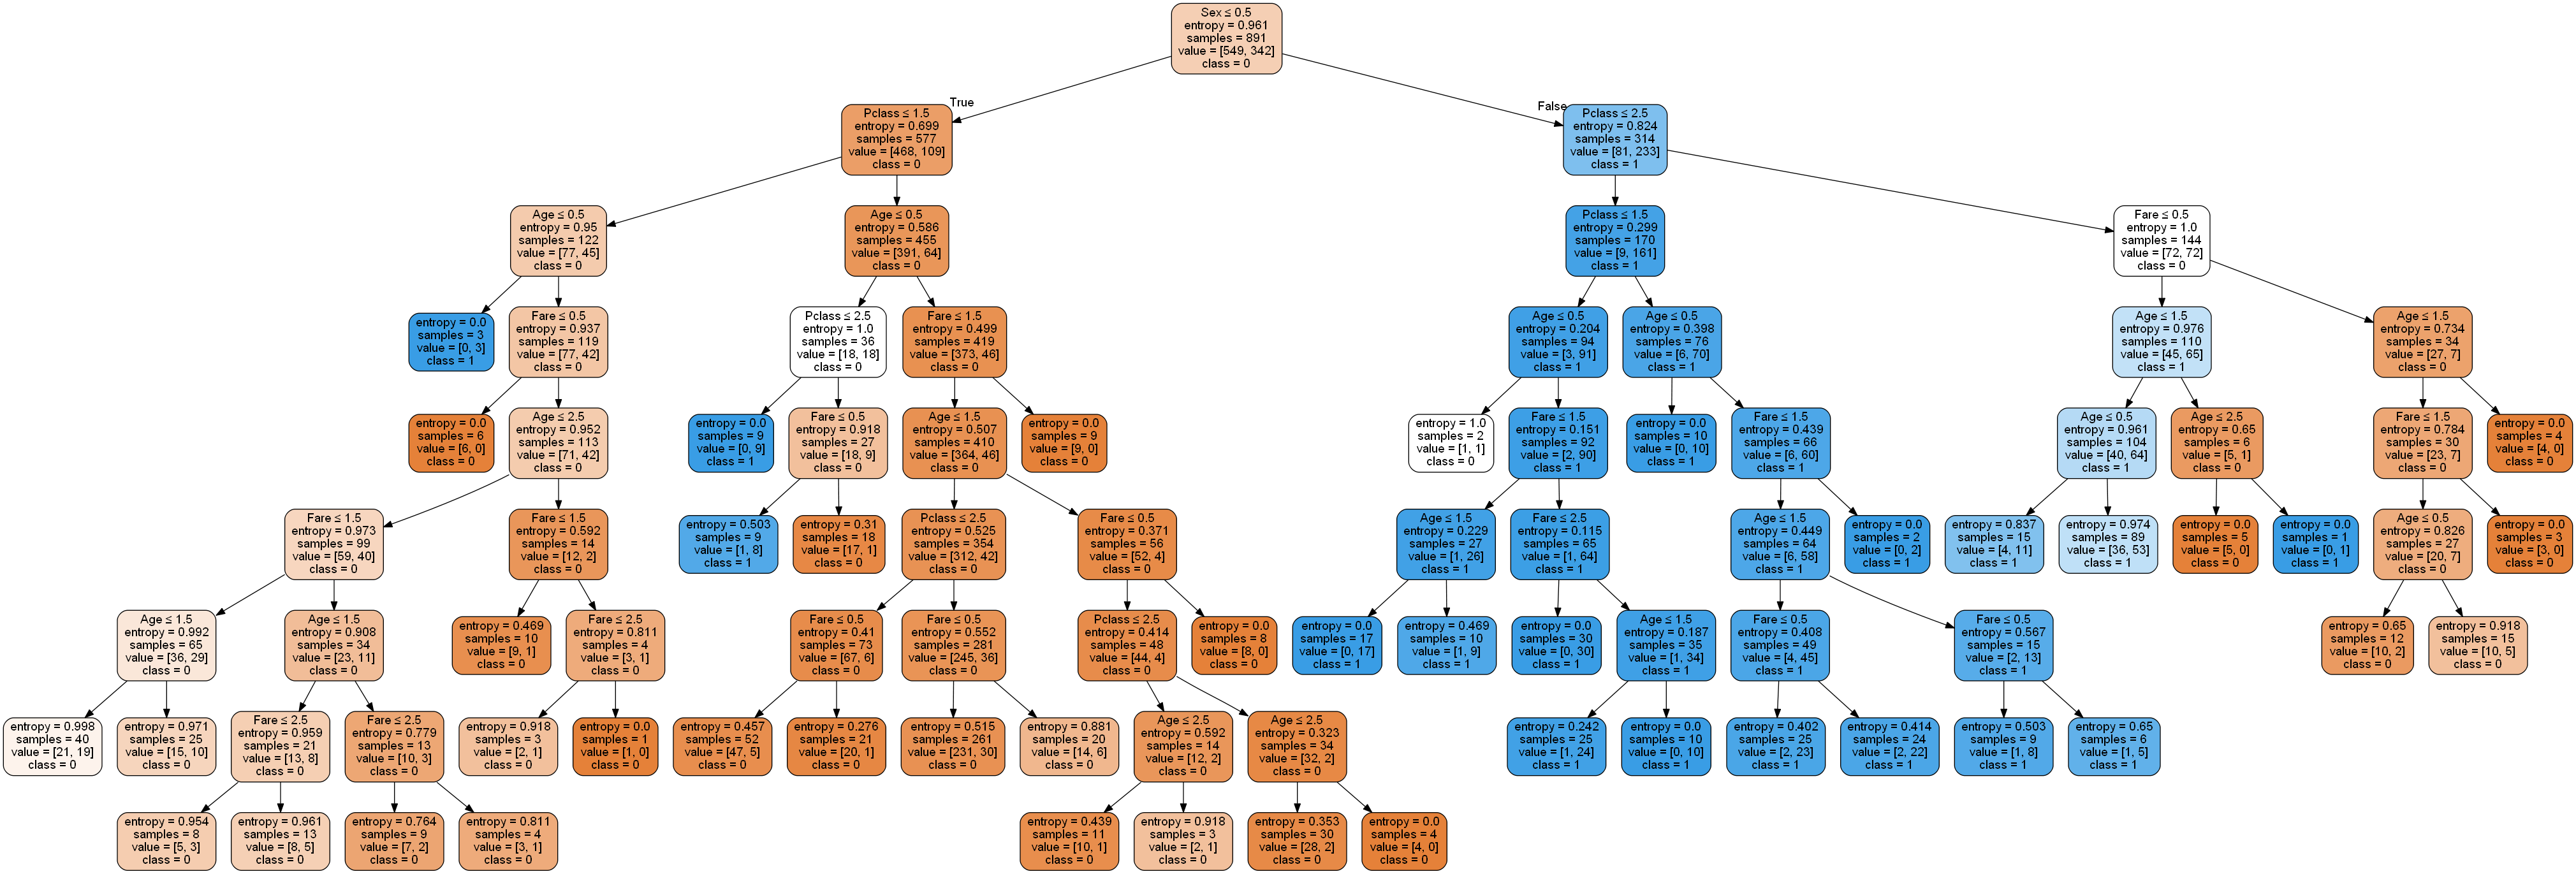 Sex ≤ 0.5
entropy = 0.961
samples = 891
value = [549, 342]
class = 0
True
False
Pclass ≤ 1.5
entropy = 0.699
samples = 577
value = [468, 109]
class = 0
Pclass ≤ 2.5
entropy = 0.824
samples = 314
value = [81, 233]
class = 1
Age ≤ 0.5
entropy = 0.95
samples = 122
value = [77, 45]
class = 0
Age ≤ 0.5
entropy = 0.586
samples = 455
value = [391, 64]
class = 0
Pclass ≤ 1.5
entropy = 0.299
samples = 170
value = [9, 161]
class = 1
Fare ≤ 0.5
entropy = 1.0
samples = 144
value = [72, 72]
class = 0
entropy = 0.0
samples = 3
value = [0, 3]
class = 1
Fare ≤ 0.5
entropy = 0.937
samples = 119
value = [77, 42]
class = 0
Pclass ≤ 2.5
entropy = 1.0
samples = 36
value = [18, 18]
class = 0
Fare ≤ 1.5
entropy = 0.499
samples = 419
value = [373, 46]
class = 0
Age ≤ 0.5
entropy = 0.204
samples = 94
value = [3, 91]
class = 1
Age ≤ 0.5
entropy = 0.398
samples = 76
value = [6, 70]
class = 1
Age ≤ 1.5
entropy = 0.976
samples = 110
value = [45, 65]
class = 1
Age ≤ 1.5
entropy = 0.734
samples = 34
value = [27, 7]
class = 0
entropy = 0.0
samples = 6
value = [6, 0]
class = 0
Age ≤ 2.5
entropy = 0.952
samples = 113
value = [71, 42]
class = 0
entropy = 0.0
samples = 9
value = [0, 9]
class = 1
Fare ≤ 0.5
entropy = 0.918
samples = 27
value = [18, 9]
class = 0
Age ≤ 1.5
entropy = 0.507
samples = 410
value = [364, 46]
class = 0
entropy = 0.0
samples = 9
value = [9, 0]
class = 0
entropy = 1.0
samples = 2
value = [1, 1]
class = 0
Fare ≤ 1.5
entropy = 0.151
samples = 92
value = [2, 90]
class = 1
entropy = 0.0
samples = 10
value = [0, 10]
class = 1
Fare ≤ 1.5
entropy = 0.439
samples = 66
value = [6, 60]
class = 1
Age ≤ 0.5
entropy = 0.961
samples = 104
value = [40, 64]
class = 1
Age ≤ 2.5
entropy = 0.65
samples = 6
value = [5, 1]
class = 0
Fare ≤ 1.5
entropy = 0.784
samples = 30
value = [23, 7]
class = 0
entropy = 0.0
samples = 4
value = [4, 0]
class = 0
Fare ≤ 1.5
entropy = 0.973
samples = 99
value = [59, 40]
class = 0
Fare ≤ 1.5
entropy = 0.592
samples = 14
value = [12, 2]
class = 0
entropy = 0.503
samples = 9
value = [1, 8]
class = 1
entropy = 0.31
samples = 18
value = [17, 1]
class = 0
Pclass ≤ 2.5
entropy = 0.525
samples = 354
value = [312, 42]
class = 0
Fare ≤ 0.5
entropy = 0.371
samples = 56
value = [52, 4]
class = 0
Age ≤ 1.5
entropy = 0.229
samples = 27
value = [1, 26]
class = 1
Fare ≤ 2.5
entropy = 0.115
samples = 65
value = [1, 64]
class = 1
Age ≤ 1.5
entropy = 0.449
samples = 64
value = [6, 58]
class = 1
entropy = 0.0
samples = 2
value = [0, 2]
class = 1
entropy = 0.837
samples = 15
value = [4, 11]
class = 1
entropy = 0.974
samples = 89
value = [36, 53]
class = 1
entropy = 0.0
samples = 5
value = [5, 0]
class = 0
entropy = 0.0
samples = 1
value = [0, 1]
class = 1
Age ≤ 0.5
entropy = 0.826
samples = 27
value = [20, 7]
class = 0
entropy = 0.0
samples = 3
value = [3, 0]
class = 0
Age ≤ 1.5
entropy = 0.992
samples = 65
value = [36, 29]
class = 0
Age ≤ 1.5
entropy = 0.908
samples = 34
value = [23, 11]
class = 0
entropy = 0.469
samples = 10
value = [9, 1]
class = 0
Fare ≤ 2.5
entropy = 0.811
samples = 4
value = [3, 1]
class = 0
Fare ≤ 0.5
entropy = 0.41
samples = 73
value = [67, 6]
class = 0
Fare ≤ 0.5
entropy = 0.552
samples = 281
value = [245, 36]
class = 0
Pclass ≤ 2.5
entropy = 0.414
samples = 48
value = [44, 4]
class = 0
entropy = 0.0
samples = 8
value = [8, 0]
class = 0
entropy = 0.0
samples = 17
value = [0, 17]
class = 1
entropy = 0.469
samples = 10
value = [1, 9]
class = 1
entropy = 0.0
samples = 30
value = [0, 30]
class = 1
Age ≤ 1.5
entropy = 0.187
samples = 35
value = [1, 34]
class = 1
Fare ≤ 0.5
entropy = 0.408
samples = 49
value = [4, 45]
class = 1
Fare ≤ 0.5
entropy = 0.567
samples = 15
value = [2, 13]
class = 1
entropy = 0.65
samples = 12
value = [10, 2]
class = 0
entropy = 0.918
samples = 15
value = [10, 5]
class = 0
entropy = 0.998
samples = 40
value = [21, 19]
class = 0
entropy = 0.971
samples = 25
value = [15, 10]
class = 0
Fare ≤ 2.5
entropy = 0.959
samples = 21
value = [13, 8]
class = 0
Fare ≤ 2.5
entropy = 0.779
samples = 13
value = [10, 3]
class = 0
entropy = 0.918
samples = 3
value = [2, 1]
class = 0
entropy = 0.0
samples = 1
value = [1, 0]
class = 0
entropy = 0.457
samples = 52
value = [47, 5]
class = 0
entropy = 0.276
samples = 21
value = [20, 1]
class = 0
entropy = 0.515
samples = 261
value = [231, 30]
class = 0
entropy = 0.881
samples = 20
value = [14, 6]
class = 0
Age ≤ 2.5
entropy = 0.592
samples = 14
value = [12, 2]
class = 0
Age ≤ 2.5
entropy = 0.323
samples = 34
value = [32, 2]
class = 0
entropy = 0.242
samples = 25
value = [1, 24]
class = 1
entropy = 0.0
samples = 10
value = [0, 10]
class = 1
entropy = 0.402
samples = 25
value = [2, 23]
class = 1
entropy = 0.414
samples = 24
value = [2, 22]
class = 1
entropy = 0.503
samples = 9
value = [1, 8]
class = 1
entropy = 0.65
samples = 6
value = [1, 5]
class = 1
entropy = 0.954
samples = 8
value = [5, 3]
class = 0
entropy = 0.961
samples = 13
value = [8, 5]
class = 0
entropy = 0.764
samples = 9
value = [7, 2]
class = 0
entropy = 0.811
samples = 4
value = [3, 1]
class = 0
entropy = 0.439
samples = 11
value = [10, 1]
class = 0
entropy = 0.918
samples = 3
value = [2, 1]
class = 0
entropy = 0.353
samples = 30
value = [28, 2]
class = 0
entropy = 0.0
samples = 4
value = [4, 0]
class = 0